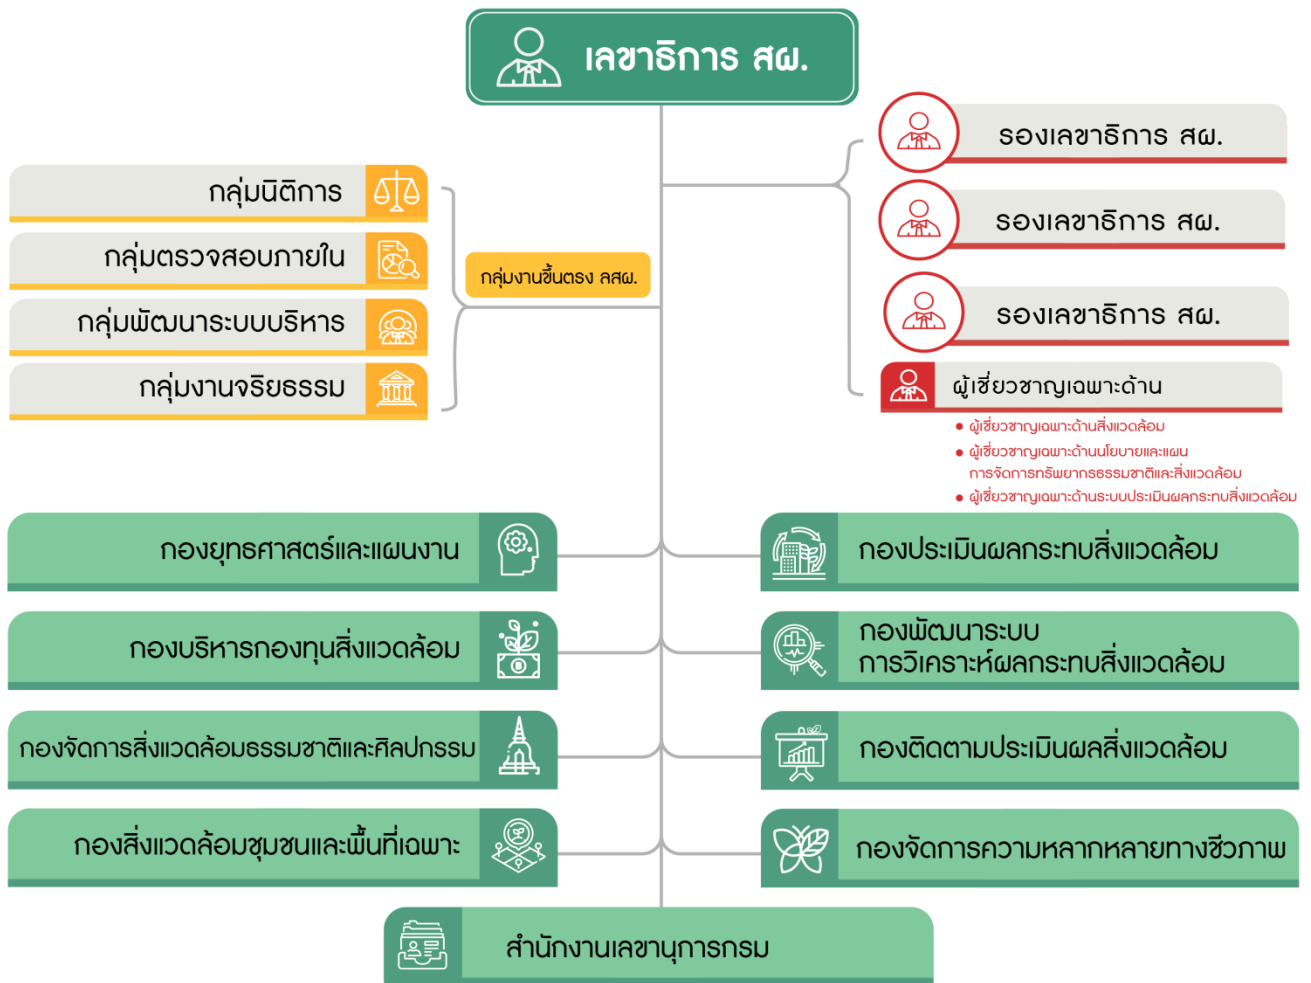 เลขาธิการ สผ.
รองเลขาธิการ สผ.
รองเลขาธิการ สผ.
รองเลขาธิการ สผ.
ผู้เชี่ยวชาญเฉพาะด้าน
● ผู้เชี่ยวชาญเฉพาะด้านสิ่งแวดล้อม
● ผู้เชี่ยวชาญเฉพาะด้านนโยบายและแผน
การจัดการทรัพยากรธรรมชาติและสิ่งแวดล้อม
● ผู้เชี่ยวชาญเฉพาะด้านระบบประเมินผลกระทบสิ่งแวดล้อม
กลุ่มนิติการ
กลุ่มตรวจสอบภายใน
กลุ่มพัฒนาระบบบริหาร
กลุ่มงานจริยธรรม
กลุ่มงานขึ้นตรง ลสผ.
กองยุทธศาสตร์และแผนงาน
กองบริหารกองทุนสิ่งแวดล้อม
กองจัดการสิ่งแวดล้อมธรรมชาติและศิลปกรรม
กองสิ่งแวดล้อมชุมชนและพื้นที่เฉพาะ
กองประเมินผลกระทบสิ่งแวดล้อม
กองพัฒนาระบบ
การวิเคราะห์ผลกระทบสิ่งแวดล้อม
กองติดตามประเมินผลสิ่งแวดล้อม
กองจัดการความหลากหลายทางชีวภาพ
สำนักงานเลขานุการกรม